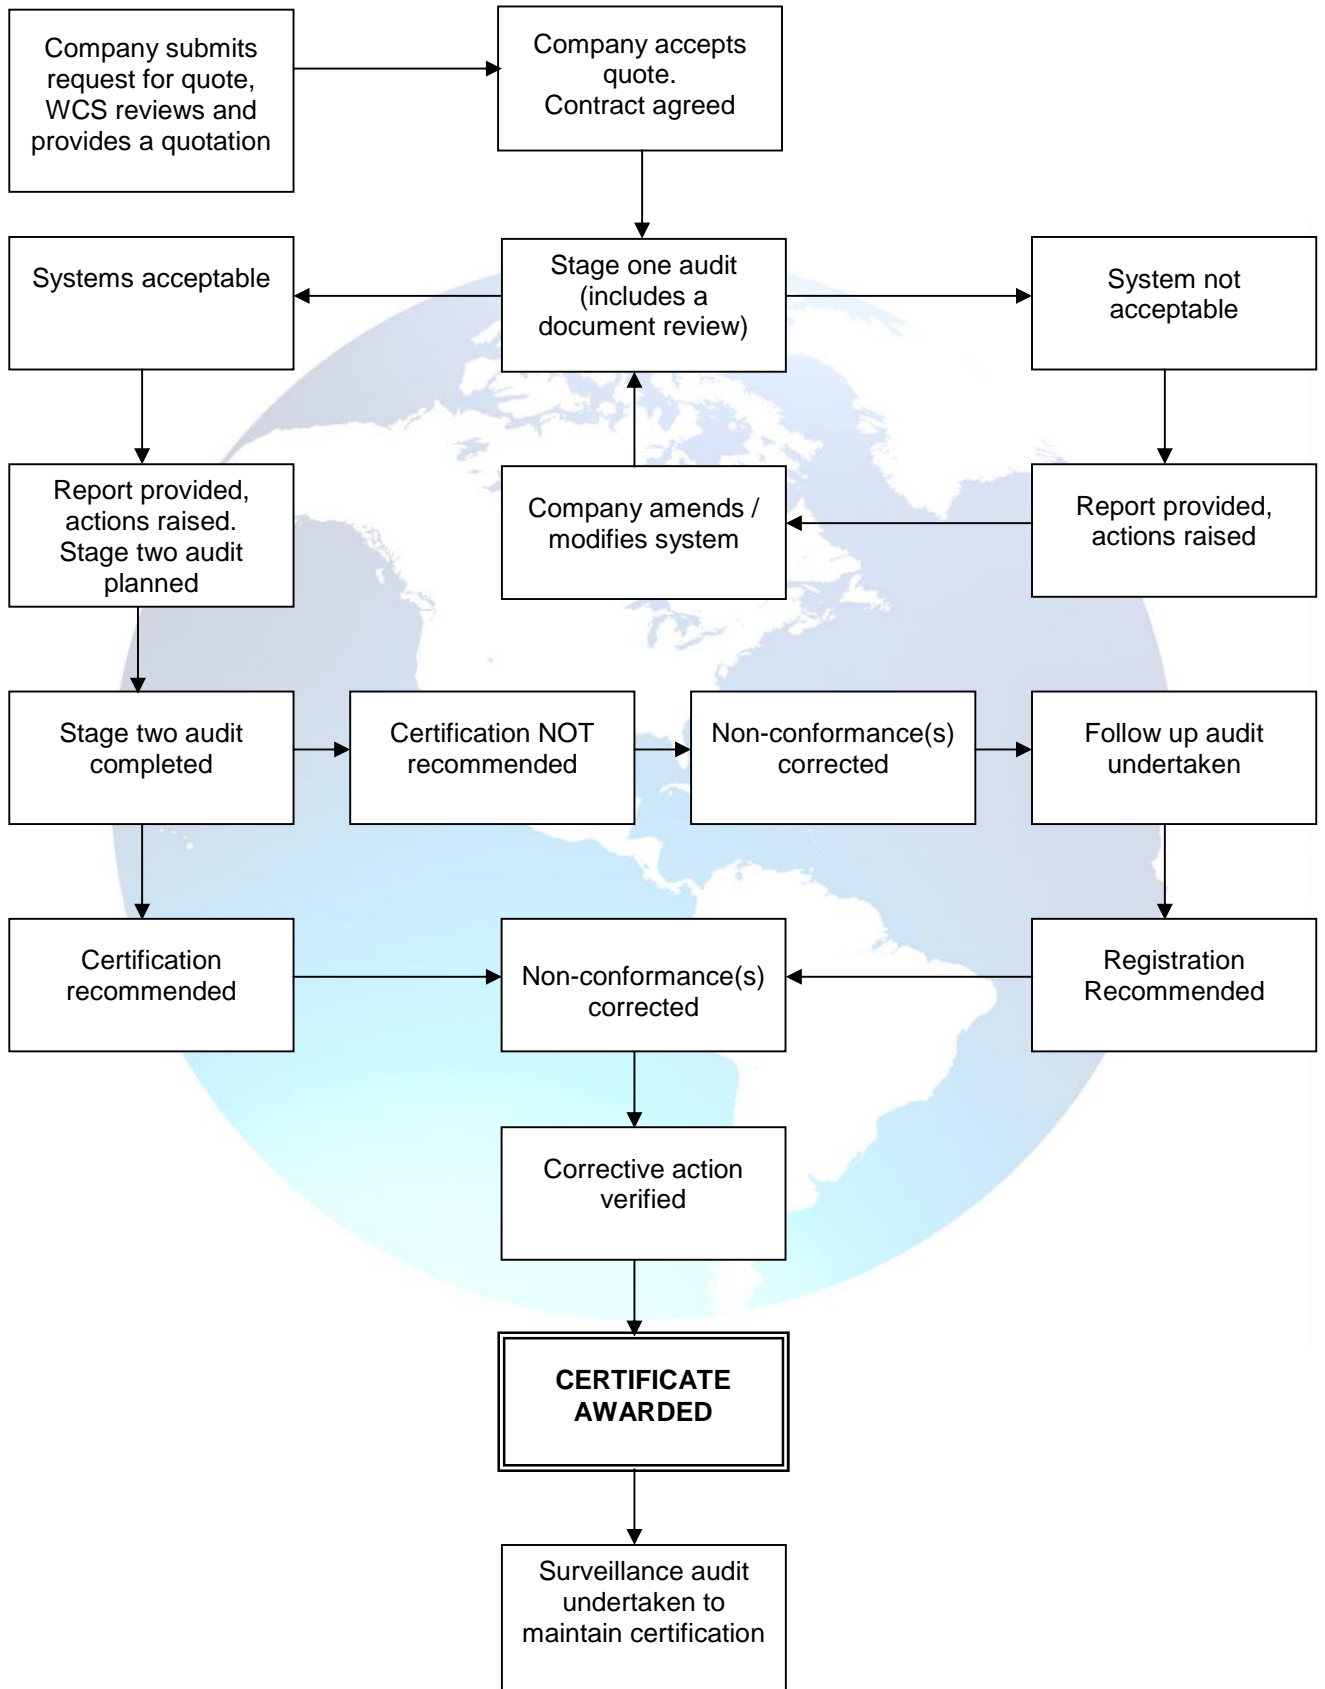 Company submits
request for quote,
WCS reviews and
provides a quotation
Company accepts
quote.
Contract agreed
Systems acceptable
Stage one audit
(includes a
document review)
System not
acceptable
Report provided,
actions raised.
Stage two audit
planned
Company amends /
modifies system
Report provided,
actions raised
Stage two audit
completed
Certification NOT
recommended
Non-conformance(s)
corrected
Follow up audit
undertaken
Certification
recommended
Non-conformance(s)
corrected
Registration
Recommended
Corrective action
verified
CERTIFICATE
AWARDED
Surveillance audit
undertaken to
maintain certification